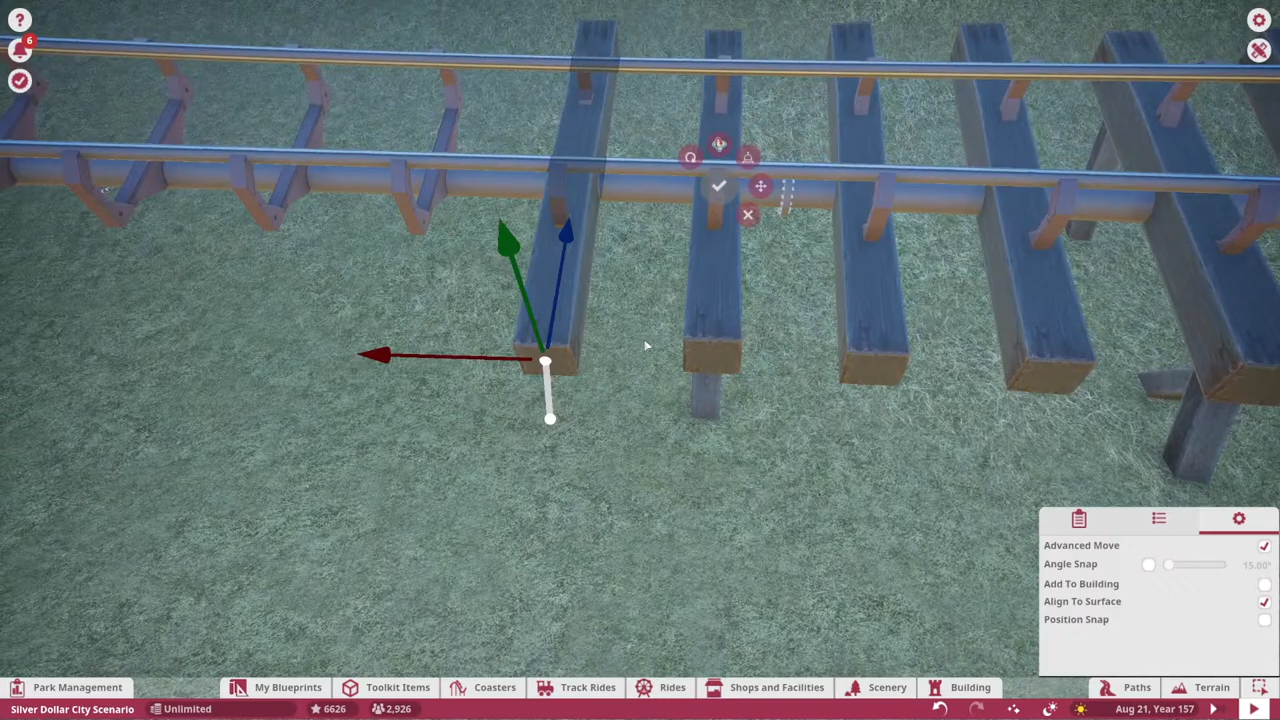 ?
6
Advanced Move
Angle Snap 15.00°
Add To Building
Align To Surface
Position Snap
Park Management My Blueprints Toolkit Items Coasters Track Rides Rides Shops and Facilities Scenery Building Paths Terrain
Silver Dollar City Scenario Unlimited 6626 2,926 Aug 21, Year 157